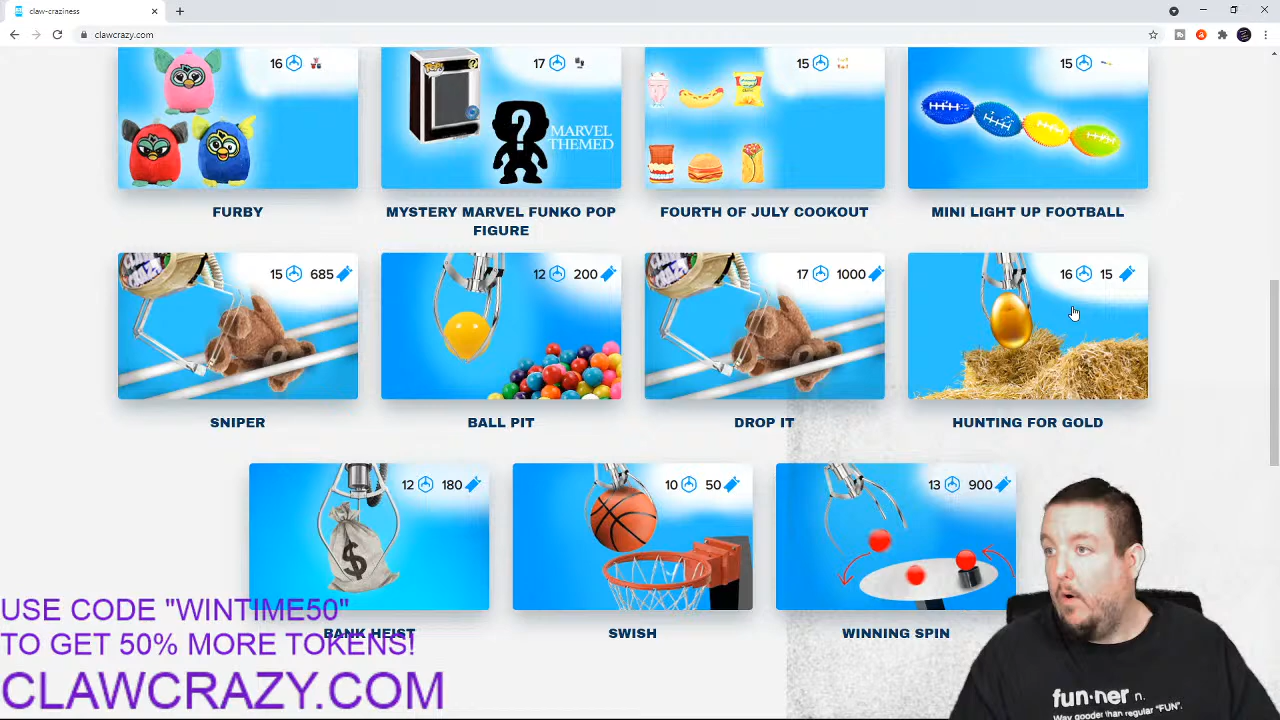 claw-craziness
clawcrazy.com
16
17
15
15
MARVEL
THEMED
FURBY
MYSTERY MARVEL FUNKO POP
FIGURE
FOURTH OF JULY COOKOUT
MINI LIGHT UP FOOTBALL
15 685
12 200
17 1000
16 15
SNIPER
BALL PIT
DROP IT
HUNTING FOR GOLD
12 180
10 50
13 900
BANK HEIST
SWISH
WINNING SPIN
USE CODE "WINTIME50"
TO GET 50% MORE TOKENS!
CLAWCRAZY.COM
fun·ner n.
Way gooder than regular "FUN".